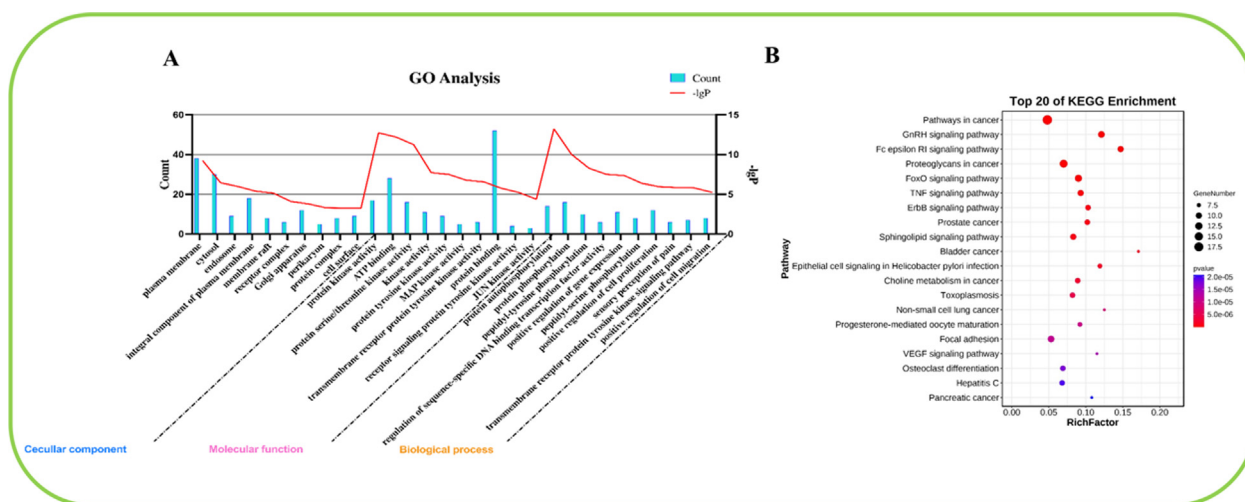 A
GO Analysis
Count
-lgP
60
40
20
0
Count
15
10
5
0
-lgP
plasma membrane
cytosol
endosome
integral component of plasma membrane
membrane raft
receptor complex
Golgi apparatus
perikaryon
protein complex
cell surface
protein kinase activity
ATP binding
protein serine/threonine kinase activity
kinase activity
protein tyrosine kinase activity
MAP kinase activity
transmembrane receptor protein tyrosine kinase activity
protein binding
receptor signaling protein tyrosine kinase activity
JUN kinase activity
protein autophosphorylation
protein phosphorylation
peptidyl-tyrosine phosphorylation
regulation of sequence-specific DNA binding transcription factor activity
positive regulation of gene expression
peptidyl-serine phosphorylation
positive regulation of cell proliferation
sensory perception of pain
transmembrane receptor protein tyrosine kinase signaling pathway
positive regulation of cell migration
Cecullar component
Molecular function
Biological process
B
Top 20 of KEGG Enrichment
Pathway
Pathways in cancer
GnRH signaling pathway
Fc epsilon RI signaling pathway
Proteoglycans in cancer
FoxO signaling pathway
TNF signaling pathway
ErbB signaling pathway
Prostate cancer
Sphingolipid signaling pathway
Bladder cancer
Epithelial cell signaling in Helicobacter pylori infection
Choline metabolism in cancer
Toxoplasmosis
Non-small cell lung cancer
Progesterone-mediated oocyte maturation
Focal adhesion
VEGF signaling pathway
Osteoclast differentiation
Hepatitis C
Pancreatic cancer
0.00 0.05 0.10 0.15 0.20
RichFactor
GeneNumber
7.5
10.0
12.5
15.0
17.5
pvalue
2.0e-05
1.5e-05
1.0e-05
5.0e-06